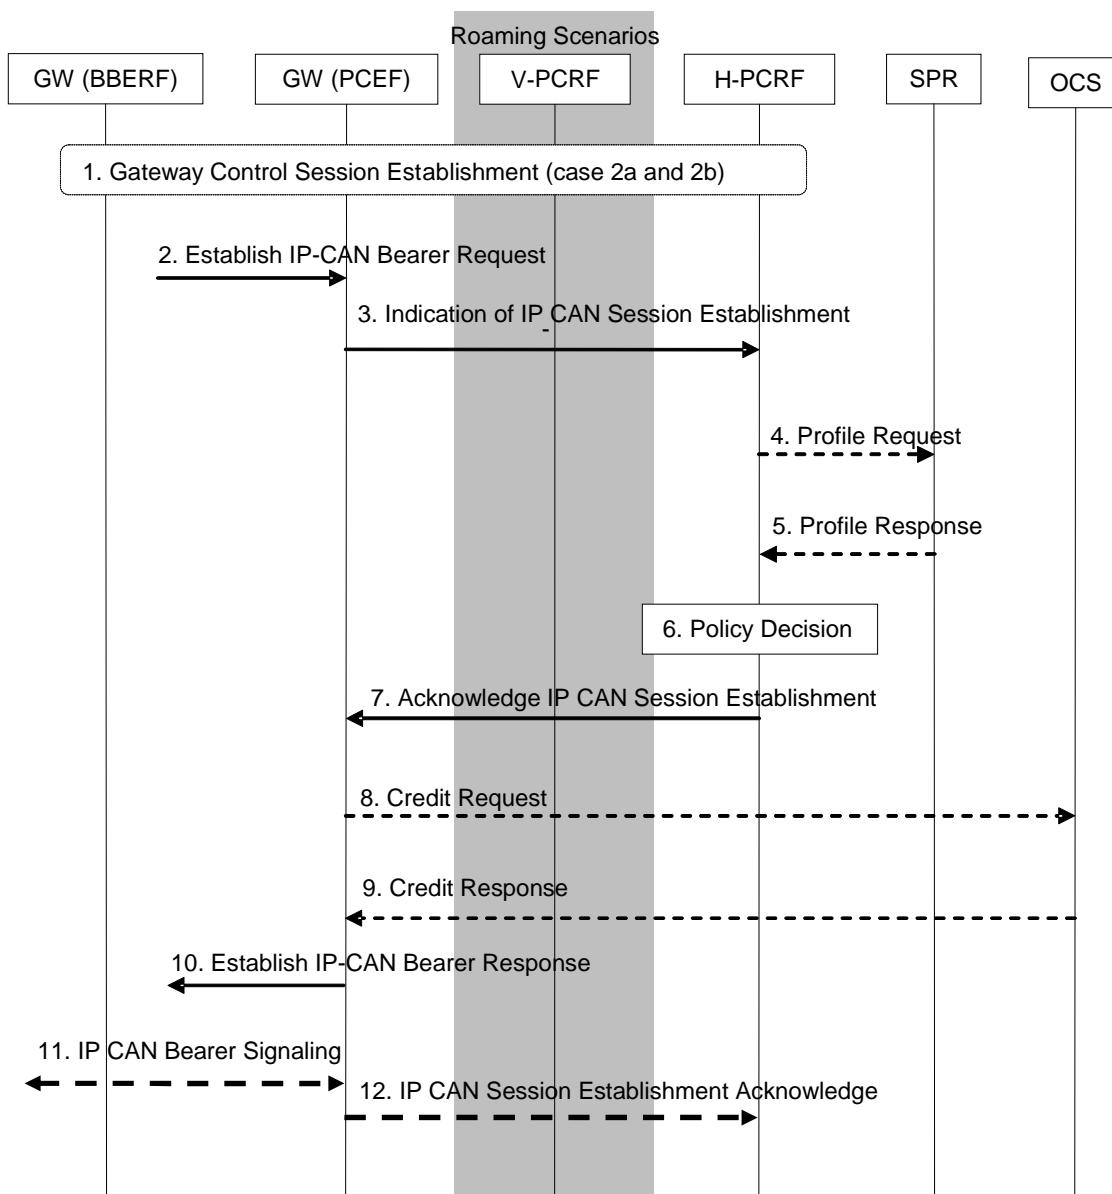 Roaming Scenarios
GW (BBERF)
GW (PCEF)
V-PCRF
H-PCRF
SPR
OCS
1. Gateway Control Session Establishment (case 2a and 2b)
2. Establish IP-CAN Bearer Request
3. Indication of IP_CAN Session Establishment
4. Profile Request
5. Profile Response
6. Policy Decision
7. Acknowledge IP CAN Session Establishment
8. Credit Request
9. Credit Response
10. Establish IP-CAN Bearer Response
11. IP CAN Bearer Signaling
12. IP CAN Session Establishment Acknowledge